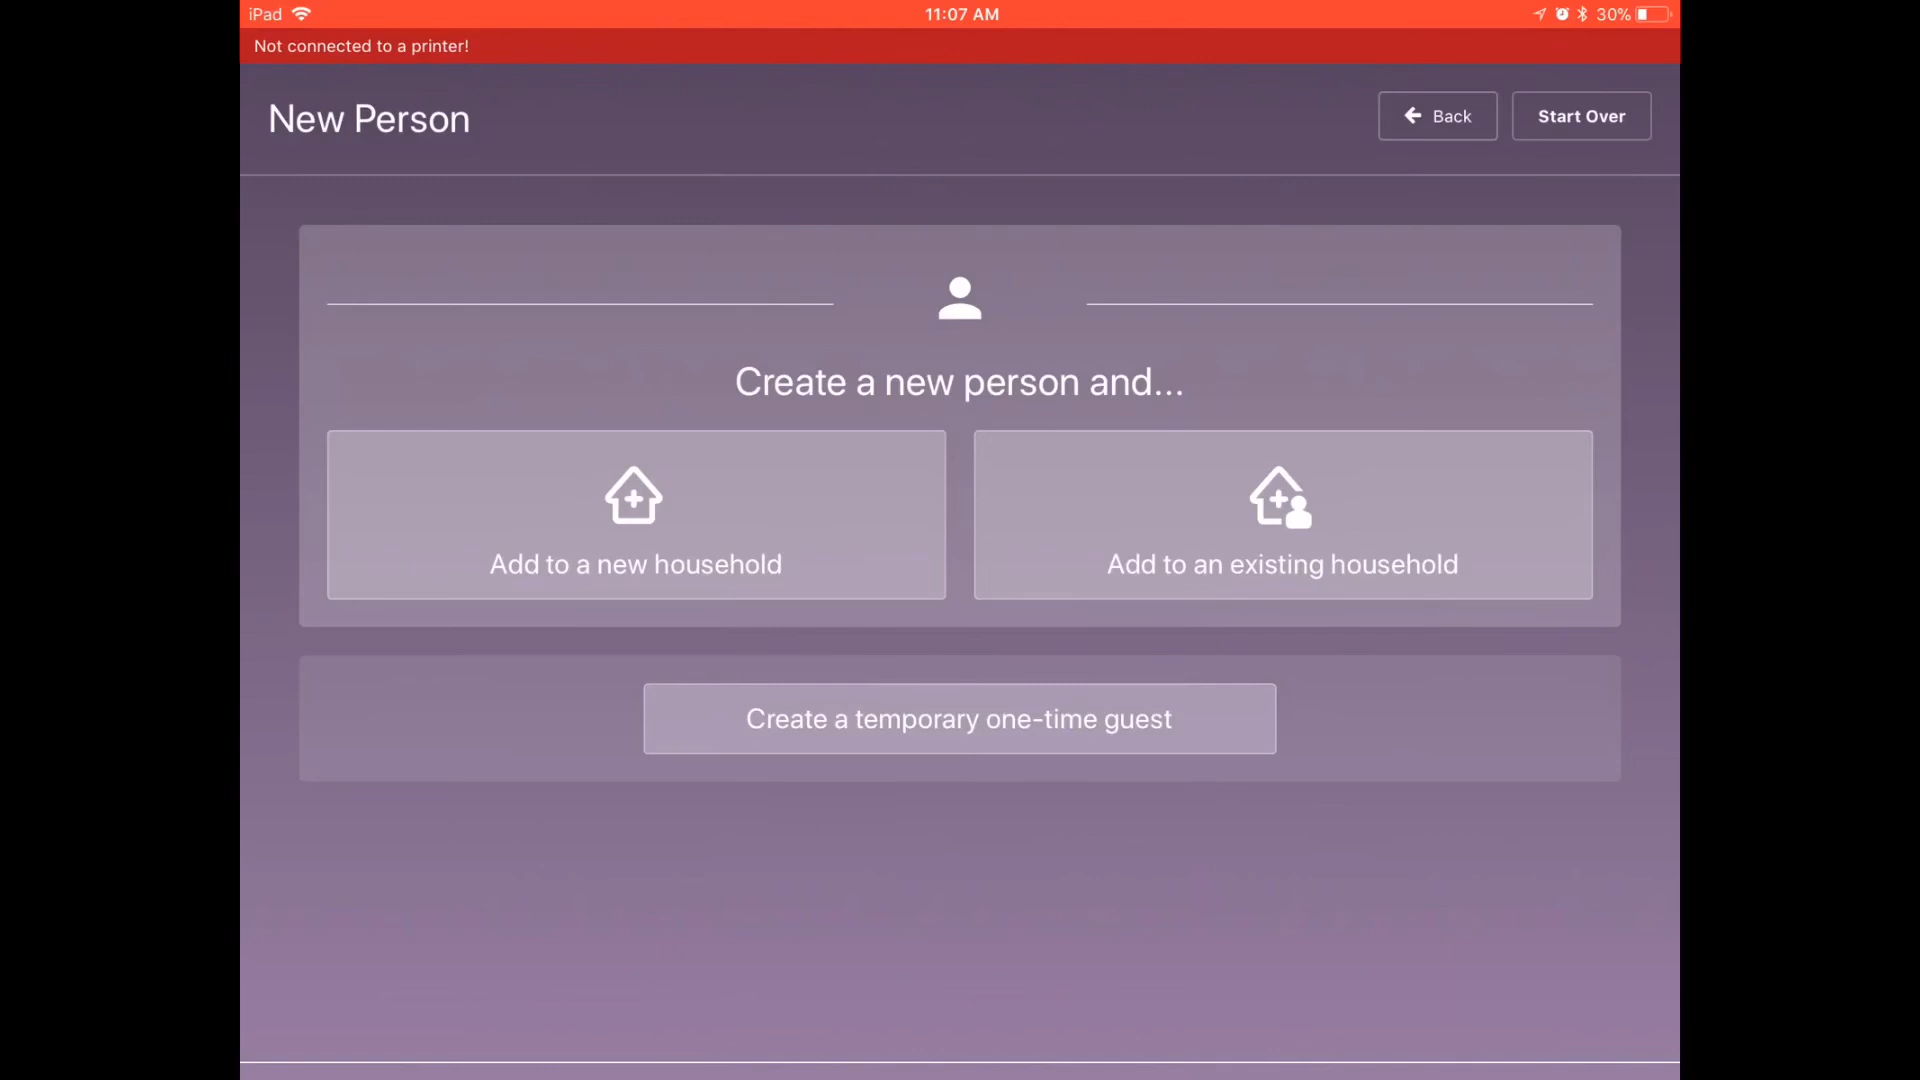 iPad
11:07 AM
30%
Not connected to a printer!
New Person
Back
Start Over
Create a new person and...
Add to a new household
Add to an existing household
Create a temporary one-time guest